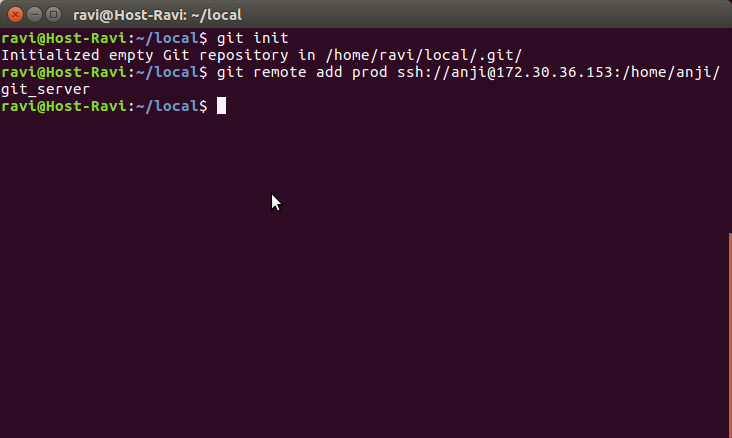 ravi@Host-Ravi: ~/local
ravi@Host-Ravi:~/local$ git init
Initialized empty Git repository in /home/ravi/local/.git/
ravi@Host-Ravi:~/local$ git remote add prod ssh://anji@172.30.36.153:/home/anji/
git_server
ravi@Host-Ravi:~/local$